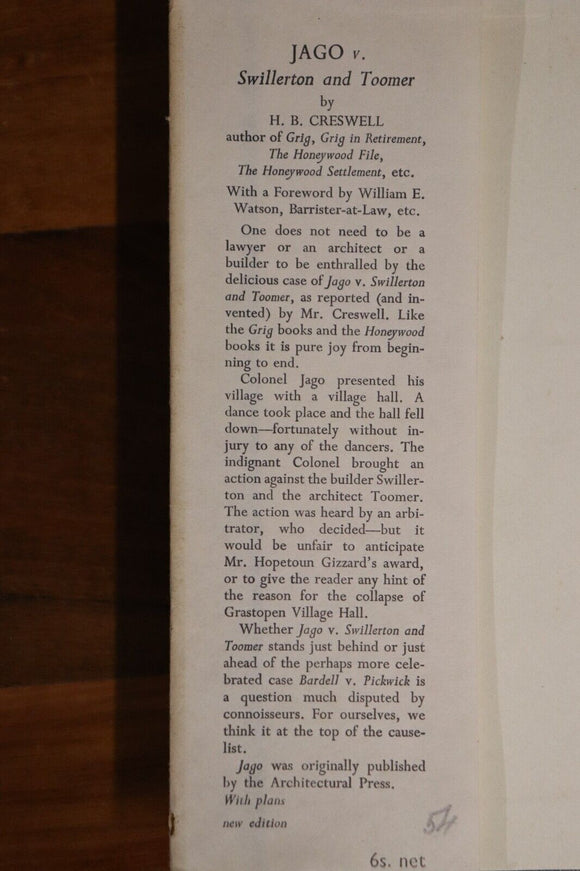 JAGO v.
Swillerton and Toomer
by
H. B. CRESWELL
author of Grig, Grig in Retirement,
The Honeywood File,
The Honeywood Settlement, etc.
With a Foreword by William E.
Watson, Barrister-at-Law, etc.
One does not need to be a
lawyer or an architect or a
builder to be enthralled by the
delicious case of Jago v. Swillerton
and Toomer, as reported (and in-
vented) by Mr. Creswell. Like
the Grig books and the Honeywood
books it is pure joy from begin-
ning to end.
Colonel Jago presented his
village with a village hall. A
dance took place and the hall fell
down—fortunately without in-
jury to any of the dancers. The
indignant Colonel brought an
action against the builder Swiller-
ton and the architect Toomer.
The action was heard by an arbi-
trator, who decided—but it
would be unfair to anticipate
Mr. Hopetoun Gizzard's award,
or to give the reader any hint of
the reason for the collapse of
Grastopen Village Hall.
Whether Jago v. Swillerton and
Toomer stands just behind or just
ahead of the perhaps more cele-
brated case Bardell v. Pickwick is
a question much disputed by
connoisseurs. For ourselves, we
think it at the top of the cause-
list.
Jago was originally published
by the Architectural Press.
With plans
new edition
54
6s. net